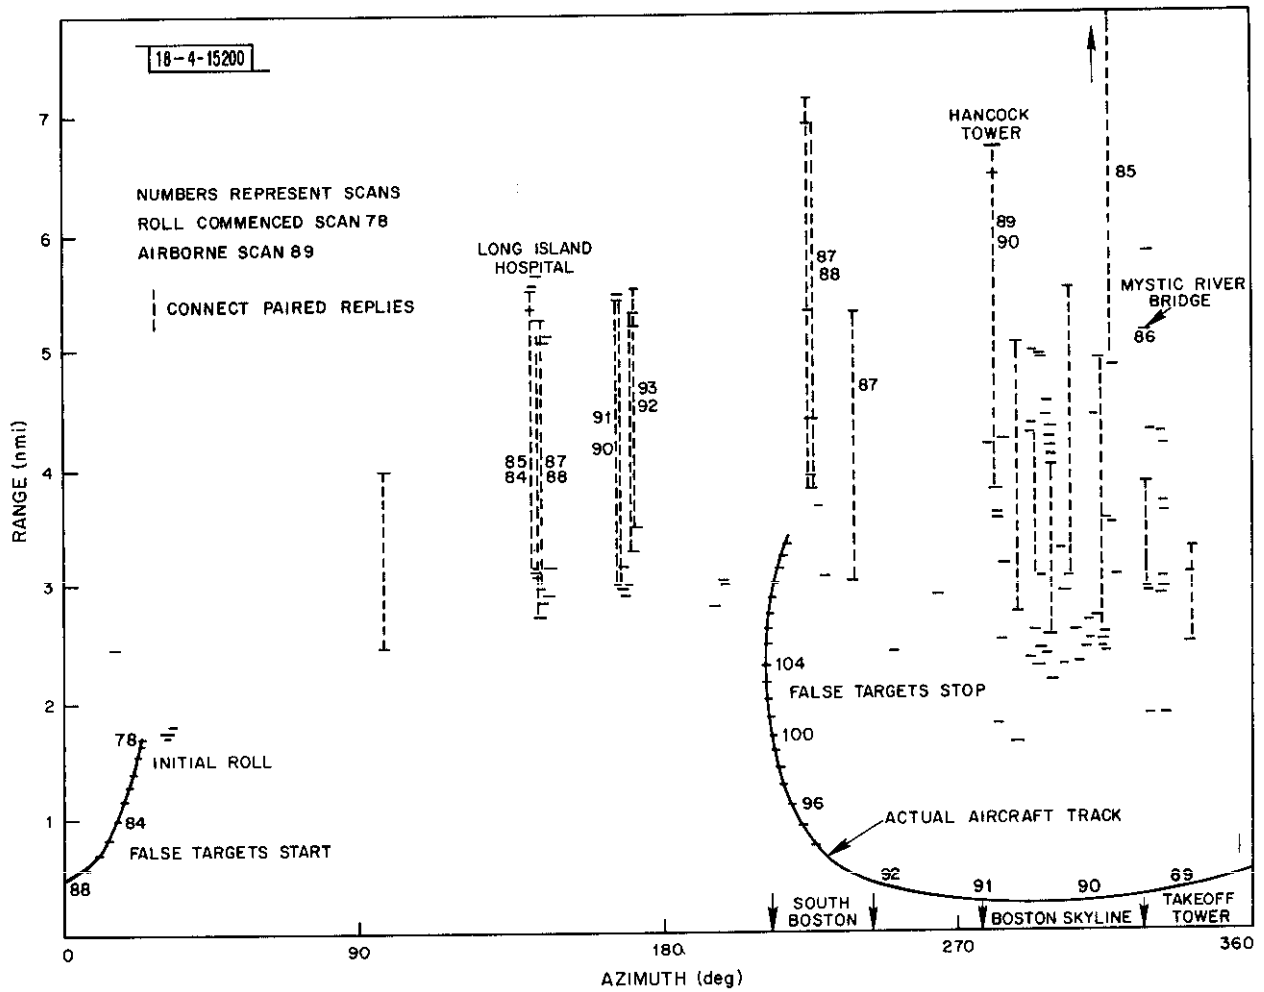 18-4-15200
7
HANCOCK
TOWER
85
NUMBERS REPRESENT SCANS
ROLL COMMENCED SCAN 78
AIRBORNE SCAN 89
6
LONG ISLAND
HOSPITAL
89
90
87
88
CONNECT PAIRED REPLIES
MYSTIC RIVER
BRIDGE
86
5
87
93
92
91
90
85
84
87
88
4
RANGE (nmi)
3
104
FALSE TARGETS STOP
2
78
INITIAL ROLL
100
96
ACTUAL AIRCRAFT TRACK
1
84
FALSE TARGETS START
88
92
91
90
89
SOUTH
BOSTON
BOSTON SKYLINE
TAKEOFF
TOWER
0
90
180
270
360
AZIMUTH (deg)